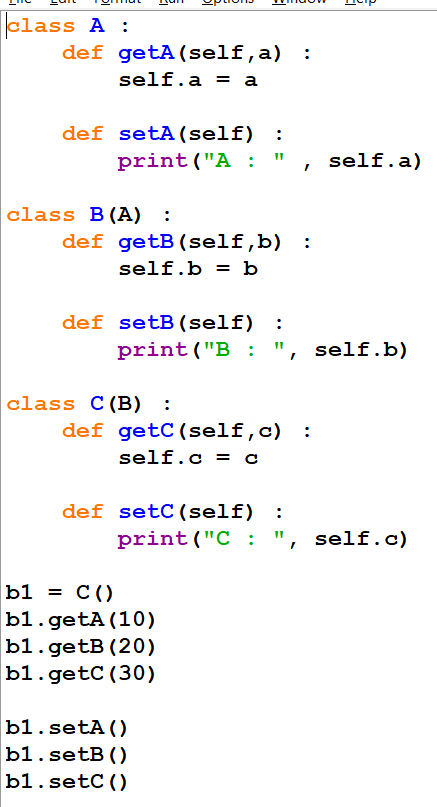 File Edit Format Run Options Window Help
class A :
    def getA(self,a) :
        self.a = a

    def setA(self) :
        print("A : " , self.a)

class B(A) :
    def getB(self,b) :
        self.b = b

    def setB(self) :
        print("B : ", self.b)

class C(B) :
    def getC(self,c) :
        self.c = c

    def setC(self) :
        print("C : ", self.c)

b1 = C()
b1.getA(10)
b1.getB(20)
b1.getC(30)

b1.setA()
b1.setB()
b1.setC()